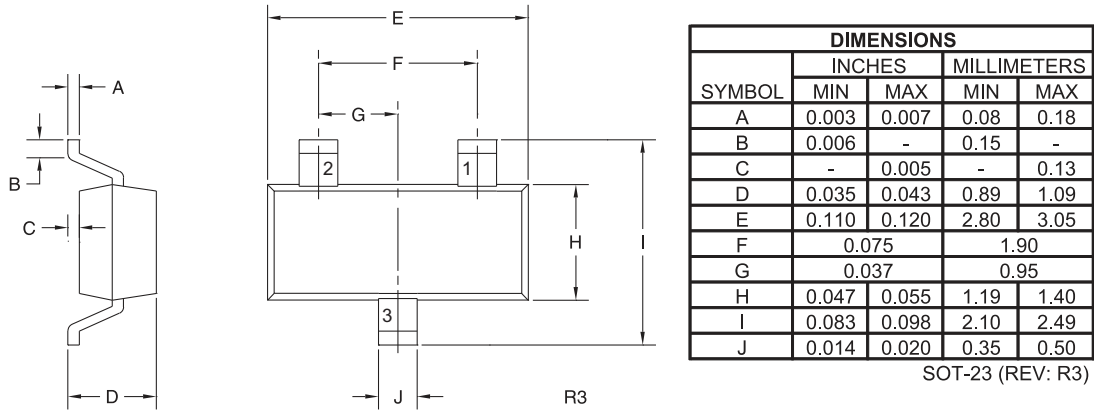 A
B
C
D
E
F
G
2
1
H
I
3
J
R3
DIMENSIONS
INCHES MILLIMETERS
SYMBOL MIN MAX MIN MAX
A 0.003 0.007 0.08 0.18
B 0.006 - 0.15 -
C - 0.005 - 0.13
D 0.035 0.043 0.89 1.09
E 0.110 0.120 2.80 3.05
F 0.075 1.90
G 0.037 0.95
H 0.047 0.055 1.19 1.40
I 0.083 0.098 2.10 2.49
J 0.014 0.020 0.35 0.50
SOT-23 (REV: R3)